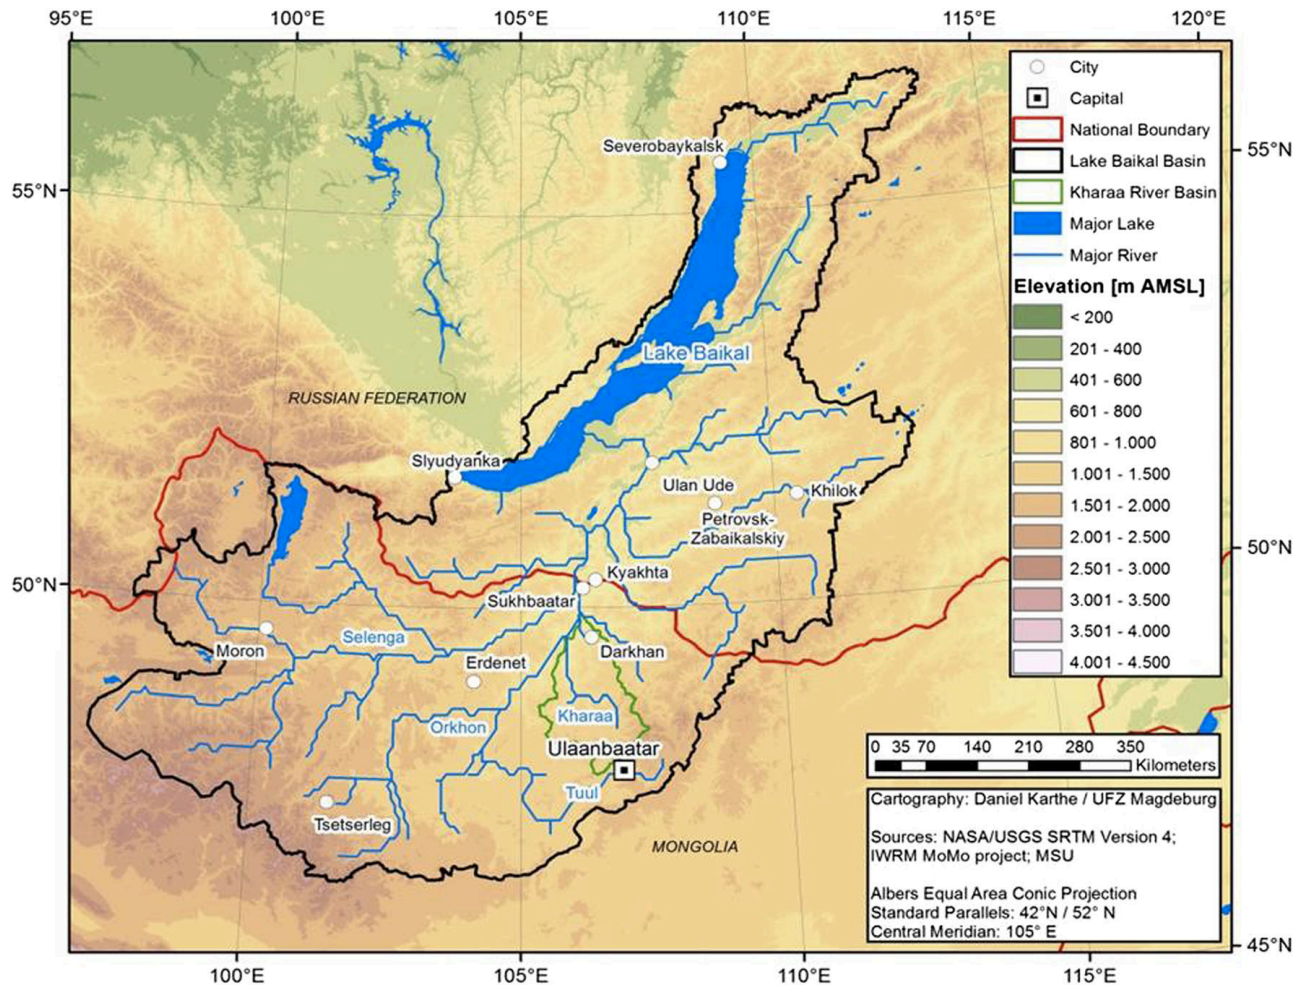 95°E
100°E
105°E
110°E
115°E
120°E
City
Capital
National Boundary
Lake Baikal Basin
Kharaa River Basin
Major Lake
Major River
Elevation [m AMSL]
< 200
201 - 400
401 - 600
601 - 800
801 - 1.000
1.001 - 1.500
1.501 - 2.000
2.001 - 2.500
2.501 - 3.000
3.001 - 3.500
3.501 - 4.000
4.001 - 4.500
Severobaykalsk
55°N
55°N
Lake Baikal
RUSSIAN FEDERATION
Slyudyanka
Ulan Ude
Khilok
Petrovsk-
Zabaikalskiy
50°N
50°N
Kyakhta
Sukhbaatar
Selenga
Moron
Darkhan
Erdenet
Kharaa
Orkhon
Ulaanbaatar
Tuul
Tsetserleg
MONGOLIA
0 35 70 140 210 280 350
Kilometers
Cartography: Daniel Karthe / UFZ Magdeburg
Sources: NASA/USGS SRTM Version 4;
IWRM MoMo project; MSU
Albers Equal Area Conic Projection
Standard Parallels: 42°N / 52° N
Central Meridian: 105° E
45°N
100°E
105°E
110°E
115°E